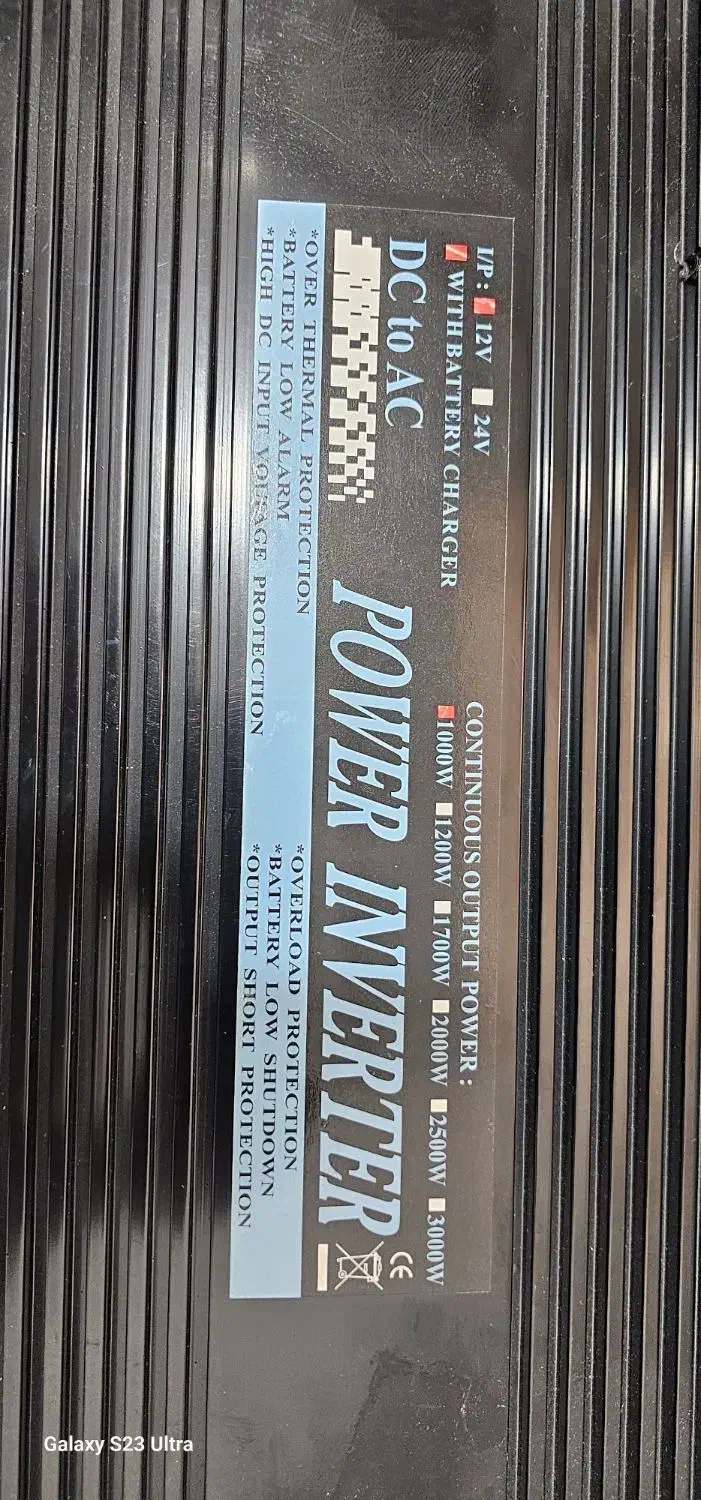 I/P : 12V 24V
WITH BATTERY CHARGER
CONTINUOUS OUTPUT POWER :
1000W 1200W 1700W 2000W 2500W 3000W
DC to AC
POWER INVERTER
CE
*OVER THERMAL PROTECTION
*BATTERY LOW ALARM
*HIGH DC INPUT VOLTAGE PROTECTION
*OVERLOAD PROTECTION
*BATTERY LOW SHUTDOWN
*OUTPUT SHORT PROTECTION
Galaxy S23 Ultra